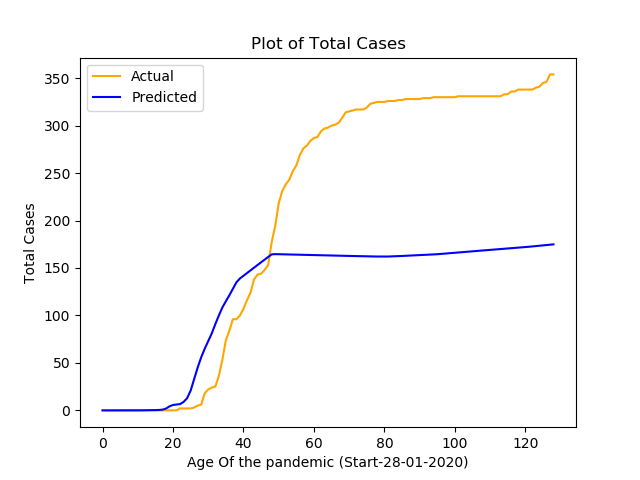 Plot of Total Cases
Actual
Predicted
350
300
250
200
150
100
50
0
Total Cases
0 20 40 60 80 100 120
Age Of the pandemic (Start-28-01-2020)